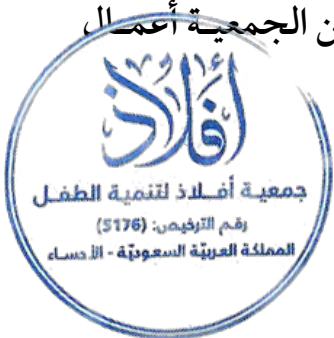 ن الجمعية أعمال
أفلاذ
جمعية أفلاذ لتنمية الطفل
رقم الترخيص: (5176)
المملكة العربيّة السعوديّة - الأحساء